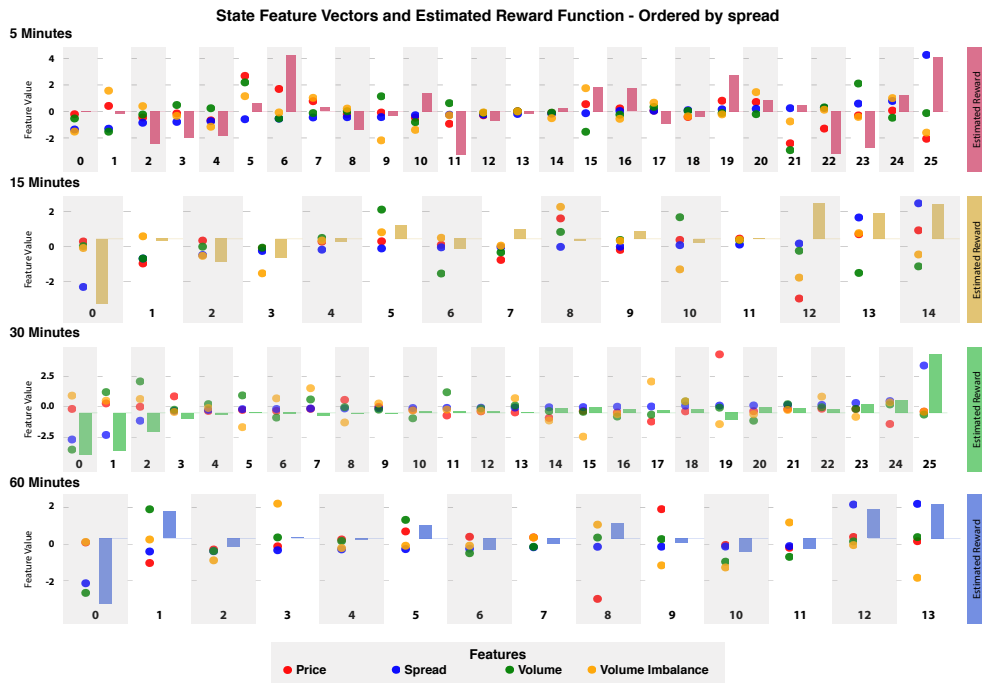 State Feature Vectors and Estimated Reward Function - Ordered by spread
5 Minutes
4
2
0
-2
Feature Value
Estimated Reward
0 1 2 3 4 5 6 7 8 9 10 11 12 13 14 15 16 17 18 19 20 21 22 23 24 25
15 Minutes
2
0
-2
Feature Value
Estimated Reward
0 1 2 3 4 5 6 7 8 9 10 11 12 13 14
30 Minutes
2.5
0.0
-2.5
Feature Value
Estimated Reward
0 1 2 3 4 5 6 7 8 9 10 11 12 13 14 15 16 17 18 19 20 21 22 23 24 25
60 Minutes
2
0
-2
Feature Value
Estimated Reward
0 1 2 3 4 5 6 7 8 9 10 11 12 13
Features
Price Spread Volume Volume Imbalance